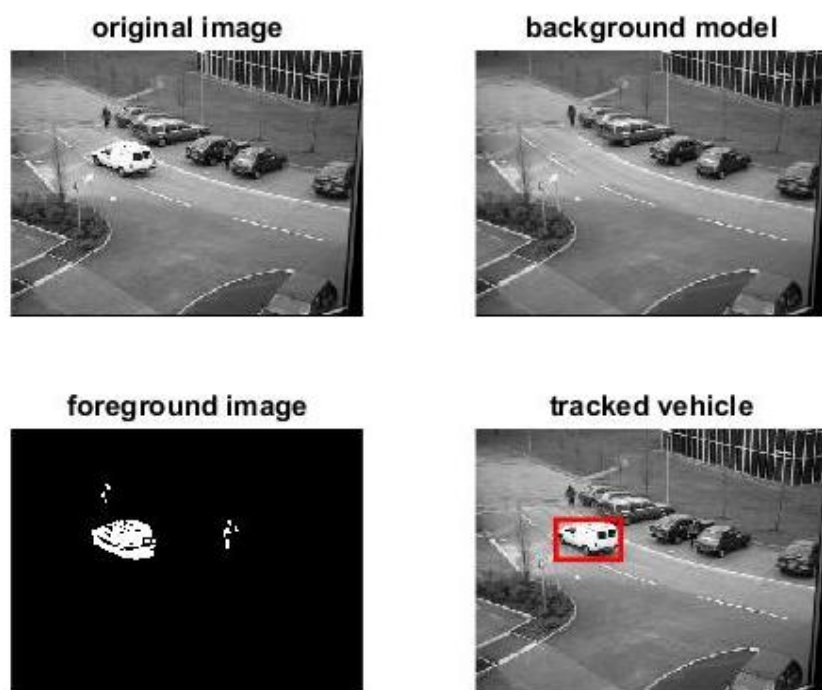 original image
background model
foreground image
tracked vehicle